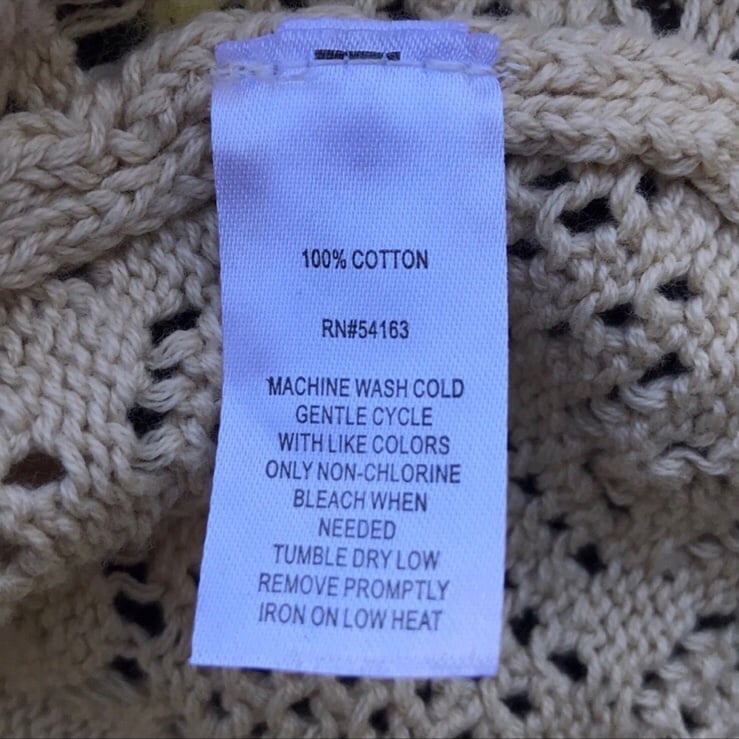 100% COTTON
RN#54163
MACHINE WASH COLD
GENTLE CYCLE
WITH LIKE COLORS
ONLY NON-CHLORINE
BLEACH WHEN
NEEDED
TUMBLE DRY LOW
REMOVE PROMPTLY
IRON ON LOW HEAT